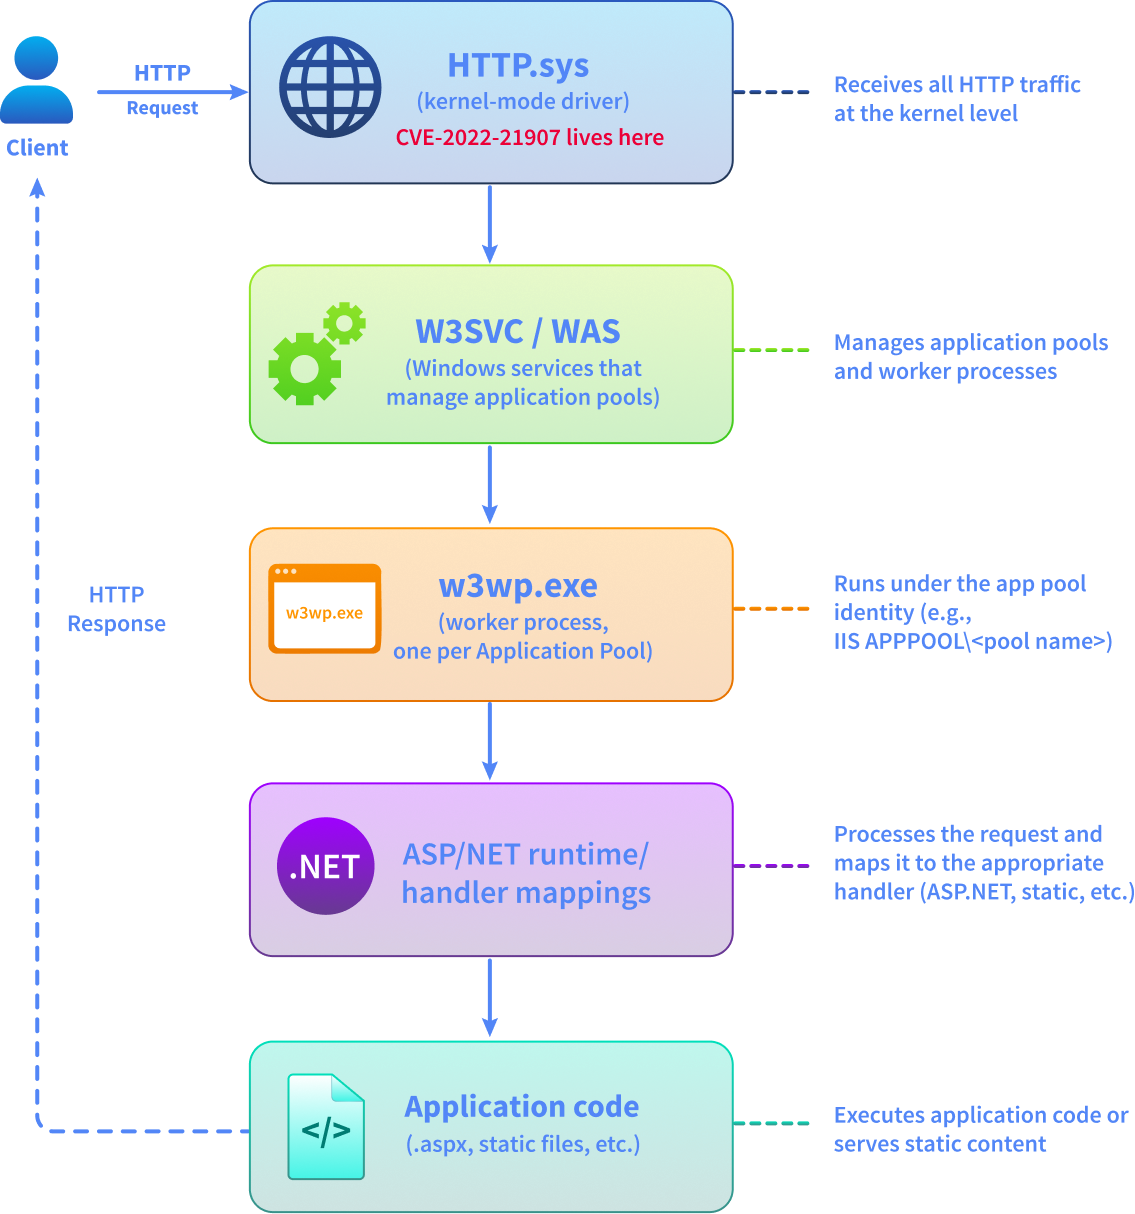 HTTP
Request
Client
HTTP.sys
(kernel-mode driver)
CVE-2022-21907 lives here
Receives all HTTP traffic
at the kernel level
W3SVC / WAS
(Windows services that
manage application pools)
Manages application pools
and worker processes
w3wp.exe
w3wp.exe
(worker process,
one per Application Pool)
Runs under the app pool
identity (e.g.,
IIS APPPOOL\<pool name>)
HTTP
Response
.NET
ASP/NET runtime/
handler mappings
Processes the request and
maps it to the appropriate
handler (ASP.NET, static, etc.)
</>
Application code
(.aspx, static files, etc.)
Executes application code or
serves static content